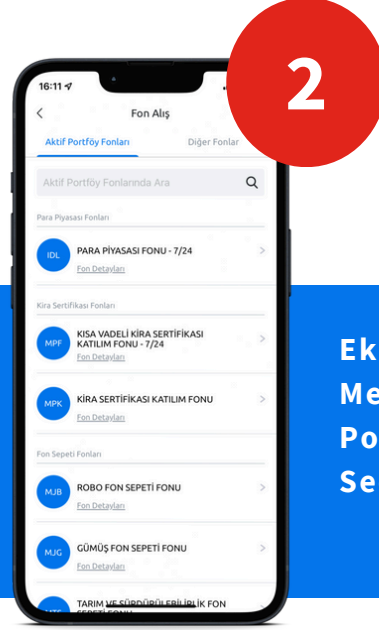 2
16:11
Fon Alış
Aktif Portföy Fonları
Diğer Fonlar
Aktif Portföy Fonlarında Ara
Para Piyasası Fonları
IDL
PARA PİYASASI FONU - 7/24
Fon Detayları
Kira Sertifikası Fonları
MPF
KISA VADELİ KİRA SERTİFİKASI
KATILIM FONU - 7/24
Fon Detayları
MPK
KİRA SERTİFİKASI KATILIM FONU
Fon Detayları
Fon Sepeti Fonları
MJB
ROBO FON SEPETİ FONU
Fon Detayları
MJG
GÜMÜŞ FON SEPETİ FONU
Fon Detayları
TARIM VE SÜRDÜRÜLEBİLİRLİK FON
SEPETİ FONU
Ek
Me
Po
Se